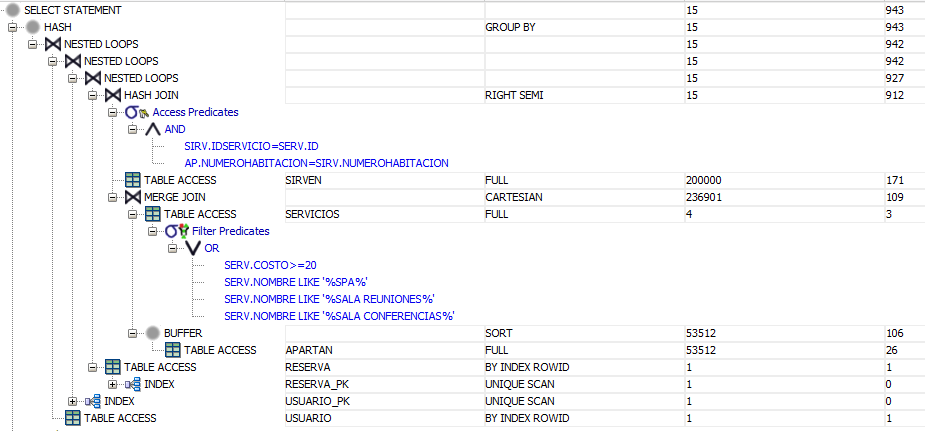 SELECT STATEMENT 15 943
HASH GROUP BY 15 943
NESTED LOOPS 15 942
NESTED LOOPS 15 942
NESTED LOOPS 15 927
HASH JOIN RIGHT SEMI 15 912
Access Predicates
AND
SIRV.IDSERVICIO=SERV.ID
AP.NUMEROHABITACION=SIRV.NUMEROHABITACION
TABLE ACCESS SIRVEN FULL 200000 171
MERGE JOIN CARTESIAN 236901 109
TABLE ACCESS SERVICIOS FULL 4 3
Filter Predicates
OR
SERV.COSTO>=20
SERV.NOMBRE LIKE '%SPA%'
SERV.NOMBRE LIKE '%SALA REUNIONES%'
SERV.NOMBRE LIKE '%SALA CONFERENCIAS%'
BUFFER SORT 53512 106
TABLE ACCESS APARTAN FULL 53512 26
TABLE ACCESS RESERVA BY INDEX ROWID 1 1
INDEX RESERVA_PK UNIQUE SCAN 1 0
INDEX USUARIO_PK UNIQUE SCAN 1 0
TABLE ACCESS USUARIO BY INDEX ROWID 1 1